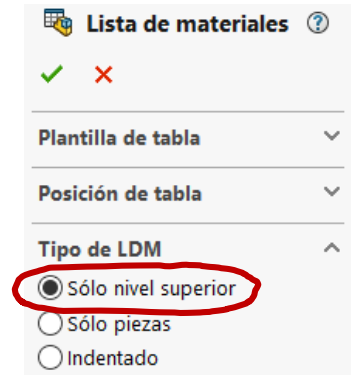 Lista de materiales
Plantilla de tabla
Posición de tabla
Tipo de LDM
Sólo nivel superior
Sólo piezas
Indentado